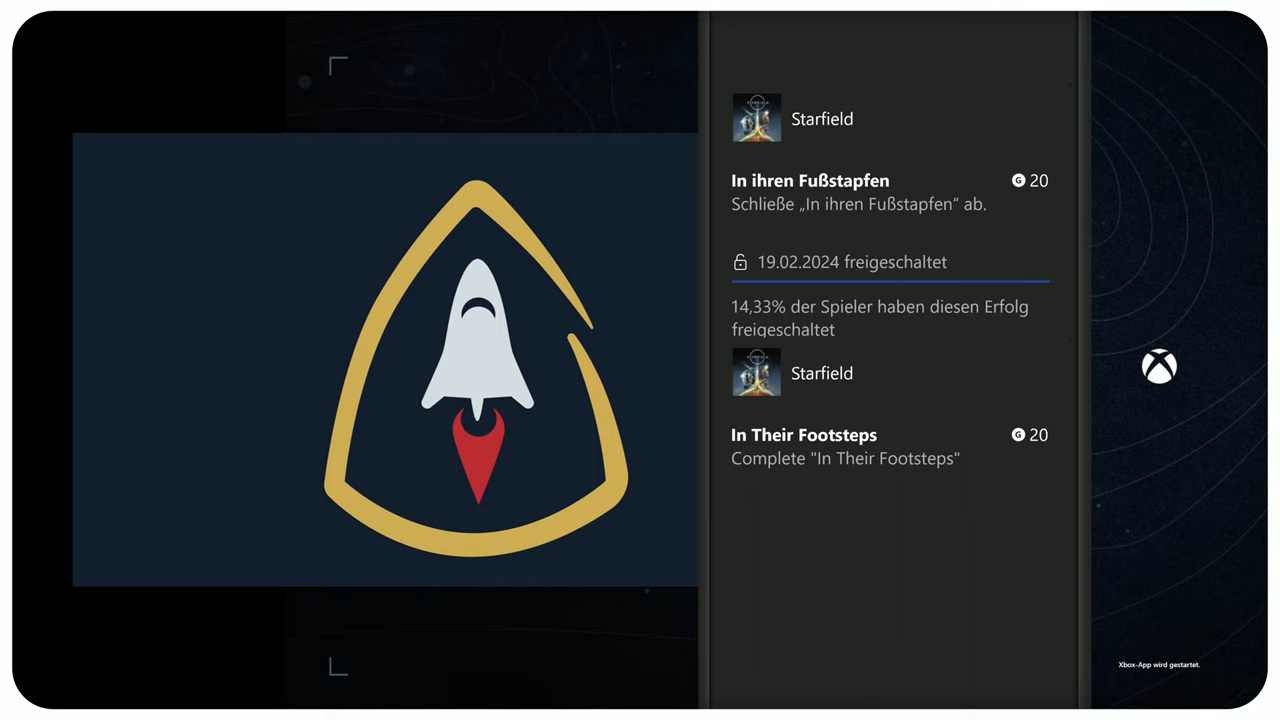 Starfield
In ihren Fußstapfen
G 20
Schließe „In ihren Fußstapfen“ ab.
19.02.2024 freigeschaltet
14,33% der Spieler haben diesen Erfolg
freigeschaltet
Starfield
In Their Footsteps
G 20
Complete "In Their Footsteps"
Xbox-App wird gestartet.